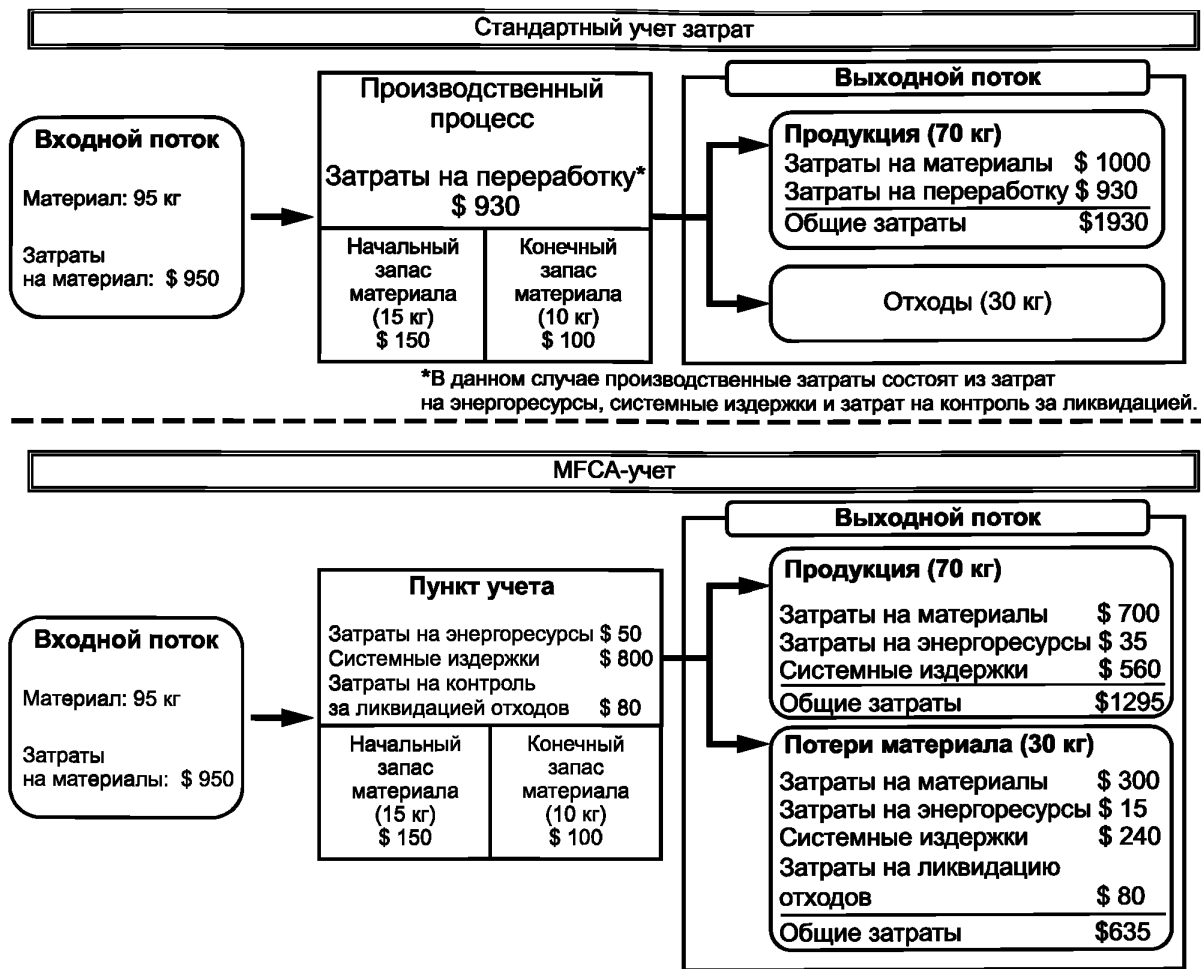 Стандартный учет затрат
Входной поток
Материал: 95 кг
Затраты
на материал: $ 950
Производственный
процесс
Затраты на переработку*
$ 930
Начальный
запас
материала
(15 кг)
$ 150
Конечный
запас
материала
(10 кг)
$ 100
Выходной поток
Продукция (70 кг)
Затраты на материалы $ 1000
Затраты на переработку $ 930
Общие затраты $1930
Отходы (30 кг)
*В данном случае производственные затраты состоят из затрат
на энергоресурсы, системные издержки и затрат на контроль за ликвидацией.
MFCA-учет
Входной поток
Материал: 95 кг
Затраты
на материалы: $ 950
Пункт учета
Затраты на энергоресурсы $ 50
Системные издержки $ 800
Затраты на контроль
за ликвидацией отходов $ 80
Начальный
запас
материала
(15 кг)
$ 150
Конечный
запас
материала
(10 кг)
$ 100
Выходной поток
Продукция (70 кг)
Затраты на материалы $ 700
Затраты на энергоресурсы $ 35
Системные издержки $ 560
Общие затраты $1295
Потери материала (30 кг)
Затраты на материалы $ 300
Затраты на энергоресурсы $ 15
Системные издержки $ 240
Затраты на ликвидацию
отходов $ 80
Общие затраты $635